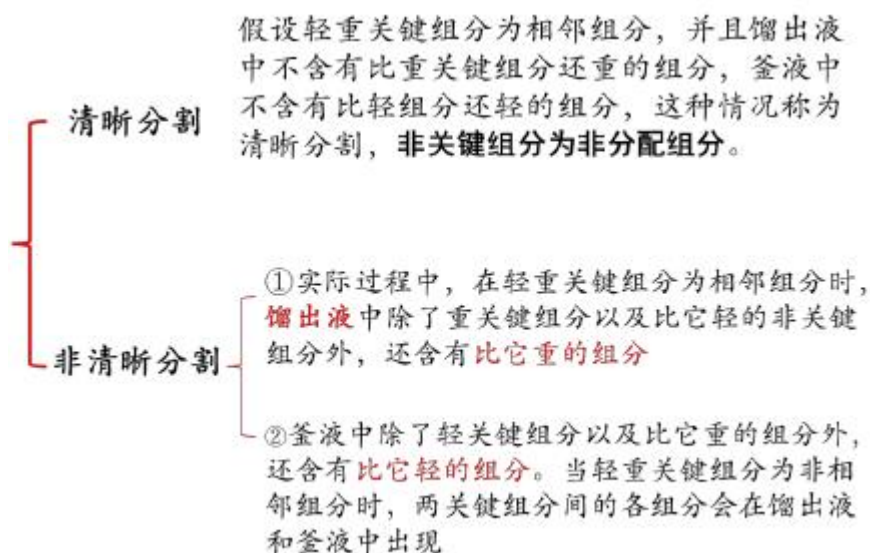 假设轻重关键组分为相邻组分，并且馏出液
中不含有比重关键组分还重的组分，釜液中
不含有比轻组分还轻的组分，这种情况称为
清晰分割，非关键组分为非分配组分。
清晰分割
①实际过程中，在轻重关键组分为相邻组分时，
馏出液中除了重关键组分以及比它轻的非关键
组分外，还含有比它重的组分
非清晰分割
②釜液中除了轻关键组分以及比它重的组分外，
还含有比它轻的组分。当轻重关键组分为非相
邻组分时，两关键组分间的各组分会在馏出液
和釜液中出现